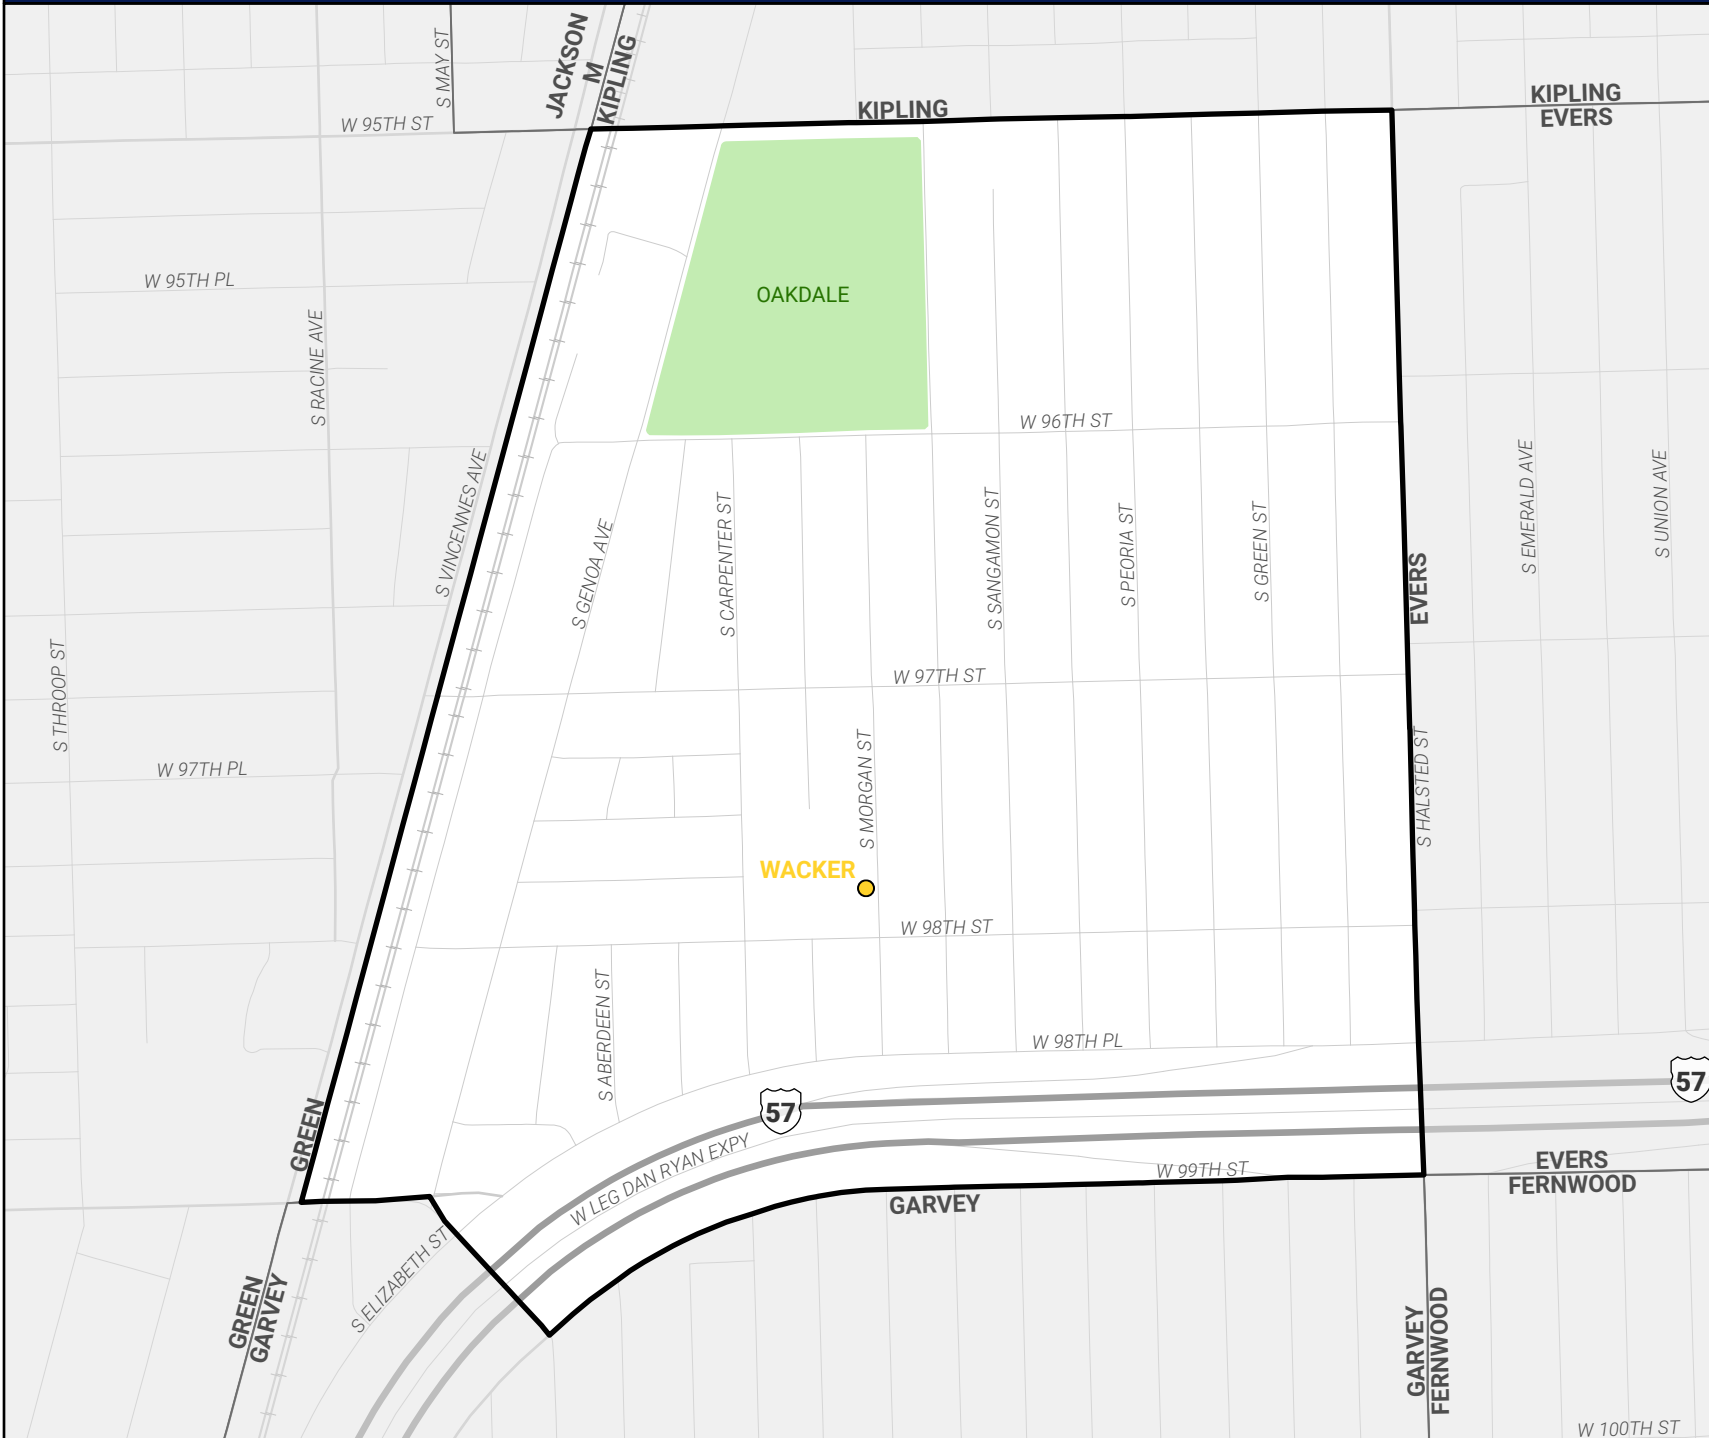 S MAY ST
JACKSON M
KIPLING
W 95TH ST
KIPLING
KIPLING
EVERS
W 95TH PL
OAKDALE
S RACINE AVE
W 96TH ST
S VINCENNES AVE
S GENOA AVE
S CARPENTER ST
S SANGAMON ST
S PEORIA ST
S GREEN ST
EVERS
S EMERALD AVE
S UNION AVE
S THROOP ST
W 97TH ST
W 97TH PL
S MORGAN ST
S HALSTED ST
WACKER
W 98TH ST
S ABERDEEN ST
W 98TH PL
57
57
GREEN
W LEG DAN RYAN EXPY
W 99TH ST
EVERS
FERNWOOD
GARVEY
S ELIZABETH ST
GREEN
GARVEY
GARVEY
FERNWOOD
W 100TH ST